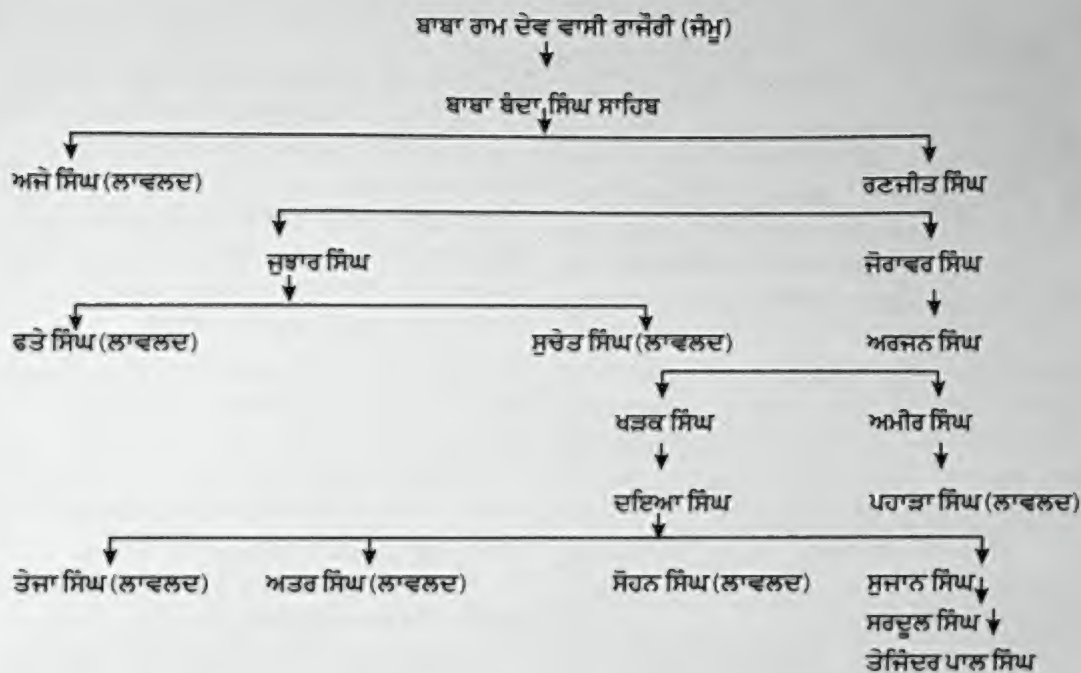 ਬਾਬਾ ਰਾਮ ਦੇਵ ਵਾਸੀ ਰਾਜੌਰੀ (ਜੰਮੂ)
ਬਾਬਾ ਬੰਦਾ ਸਿੰਘ ਸਾਹਿਬ
ਅਜੇ ਸਿੰਘ (ਲਾਵਲਦ) ਰਣਜੀਤ ਸਿੰਘ
ਜੁਝਾਰ ਸਿੰਘ ਜੋਰਾਵਰ ਸਿੰਘ
ਫਤੇ ਸਿੰਘ (ਲਾਵਲਦ) ਸੁਚੇਤ ਸਿੰਘ (ਲਾਵਲਦ) ਅਰਜਨ ਸਿੰਘ
ਖੜਕ ਸਿੰਘ ਅਮੀਰ ਸਿੰਘ
ਦਇਆ ਸਿੰਘ ਪਹਾੜਾ ਸਿੰਘ (ਲਾਵਲਦ)
ਤੇਜਾ ਸਿੰਘ (ਲਾਵਲਦ) ਅਤਰ ਸਿੰਘ (ਲਾਵਲਦ) ਸੋਹਨ ਸਿੰਘ (ਲਾਵਲਦ) ਸੁਜਾਨ ਸਿੰਘ
ਸਰਦੂਲ ਸਿੰਘ
ਤੇਜਿੰਦਰ ਪਾਲ ਸਿੰਘ